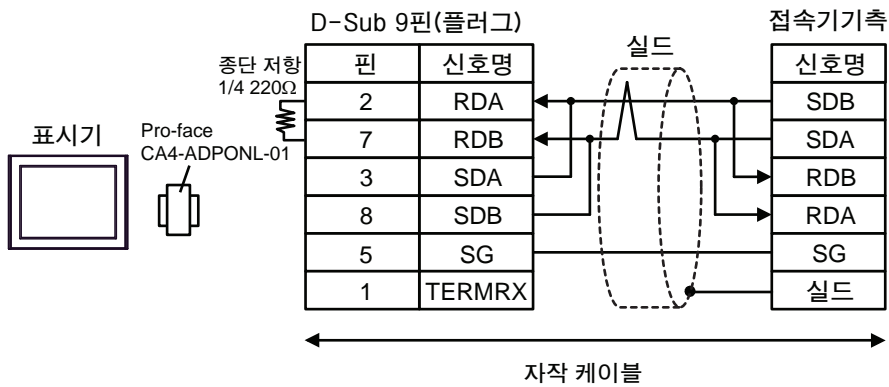 D-Sub 9핀(플러그)
접속기기측
실드
종단 저항
1/4 220Ω
핀 신호명
신호명
2 RDA
SDB
7 RDB
SDA
3 SDA
RDB
8 SDB
RDA
5 SG
SG
1 TERMRX
실드
표시기
Pro-face
CA4-ADPONL-01
자작 케이블